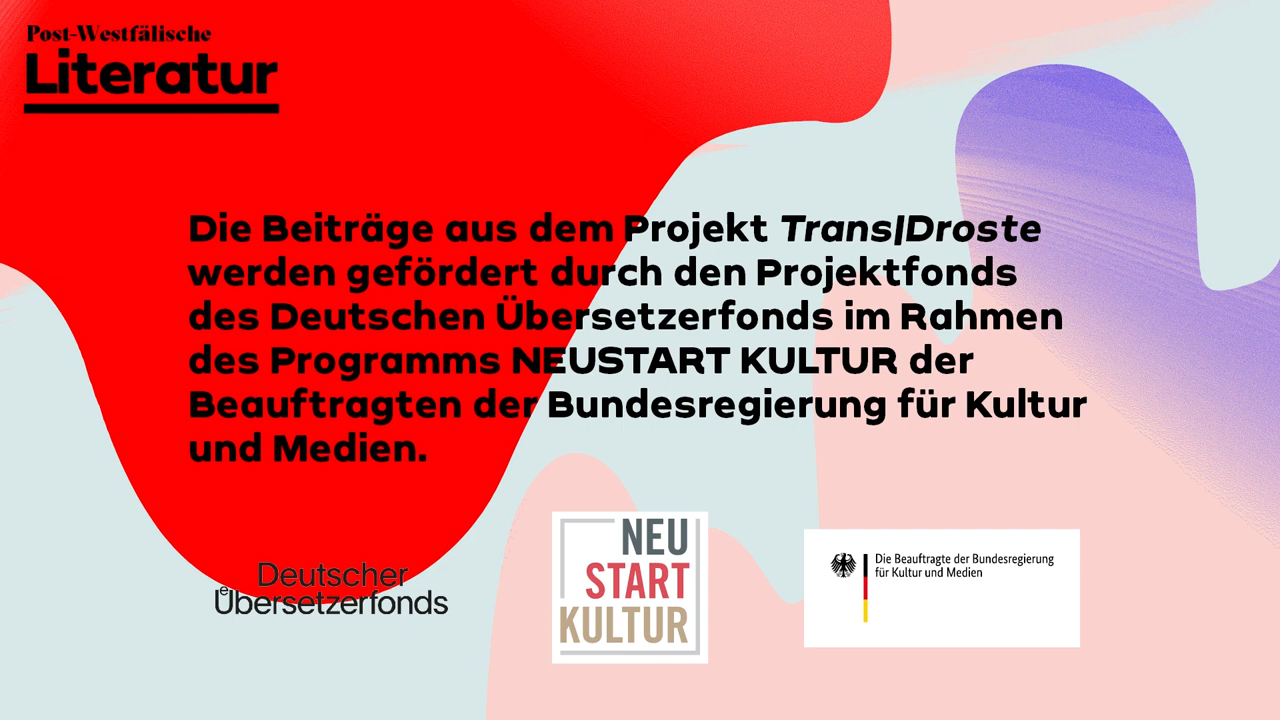 Post-Westfälische
Literatur
Die Beiträge aus dem Projekt Trans|Droste
werden gefördert durch den Projektfonds
des Deutschen Übersetzerfonds im Rahmen
des Programms NEUSTART KULTUR der
Beauftragten der Bundesregierung für Kultur
und Medien.
Deutscher
Übersetzerfonds
NEU
START
KULTUR
Die Beauftragte der Bundesregierung
für Kultur und Medien